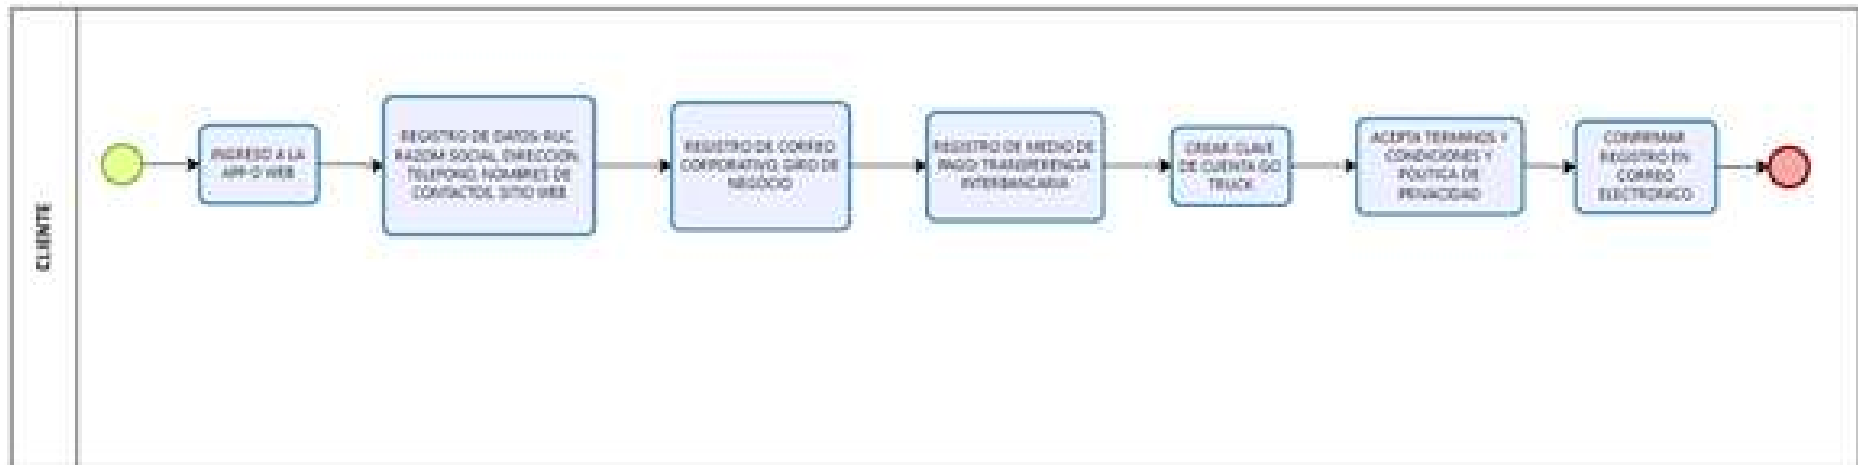 CLIENTE
INGRESO A LA
APP O WEB
REGISTRO DE DATOS: RUC,
RAZOM SOCIAL, DIRECCION,
TELEFONO, NOMBRES DE
CONTACTOS, SITIO WEB
REGISTRO DE CORREO
CORPORATIVO, GIRO DE
NEGOCIO
REGISTRO DE MEDIO DE
PAGO: TRANSFERENCIA
INTERBANCARIA
CREAR CLAVE
DE CUENTA GO
TRUCK
ACEPTA TERMINOS Y
CONDICIONES Y
POLITICA DE
PRIVACIDAD
CONFIRMAR
REGISTRO EN
CORREO
ELECTRONICO